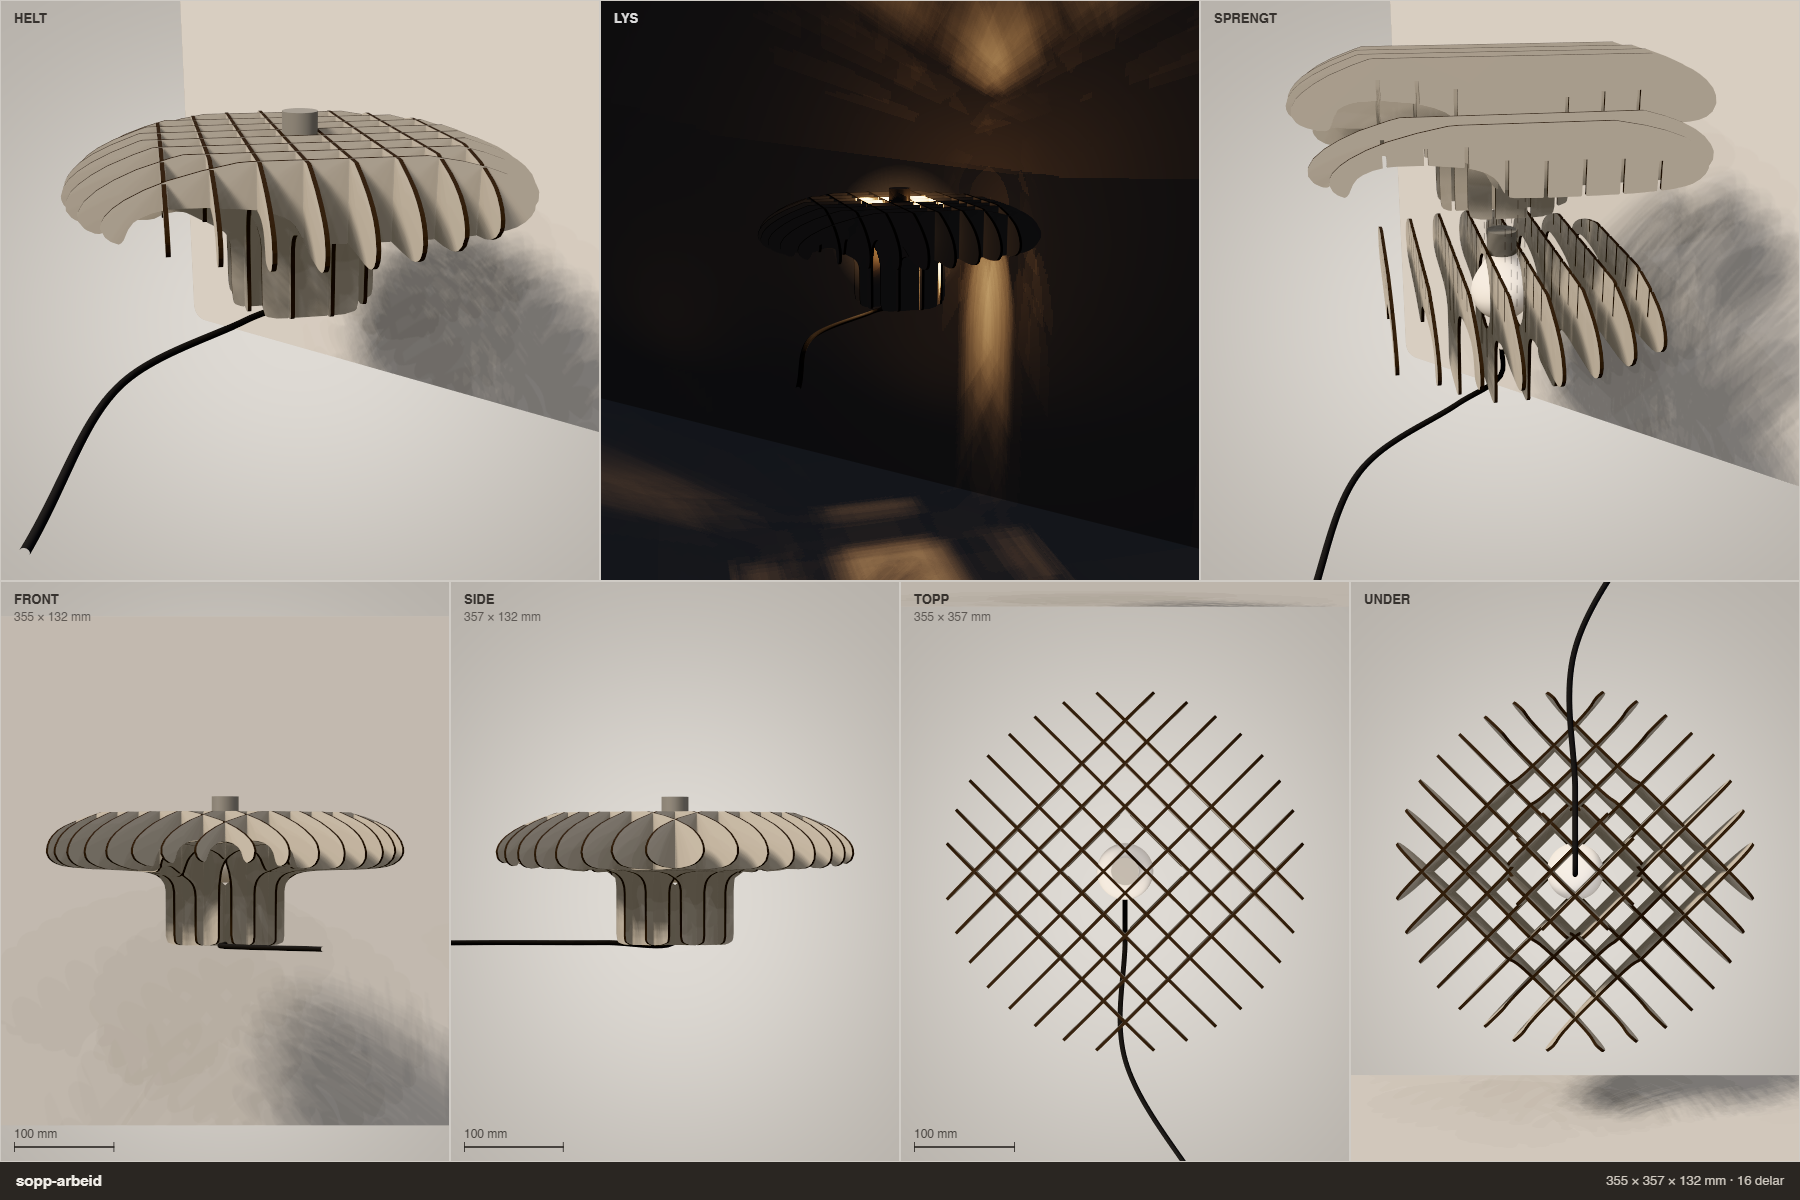 HELT
LYS
SPRENGT
FRONT
355 × 132 mm
SIDE
357 × 132 mm
TOPP
355 × 357 mm
UNDER
100 mm
100 mm
100 mm
sopp-arbeid
355 × 357 × 132 mm · 16 delar